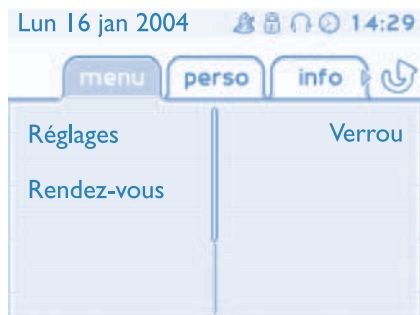 Lun 16 jan 2004 14:29
menu perso info
Réglages Verrou
Rendez-vous